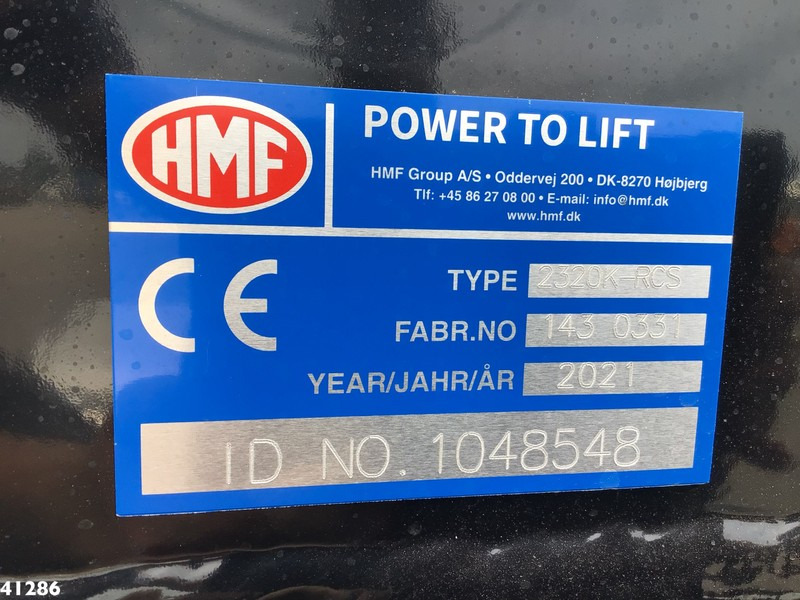 HMF
POWER TO LIFT
HMF Group A/S • Oddervej 200 • DK-8270 Højbjerg
Tlf: +45 86 27 08 00 • E-mail: info@hmf.dk
www.hmf.dk
CE
TYPE 2320K-RCS
FABR.NO 143 0331
YEAR/JAHR/ÅR 2021
ID NO. 1048548
41286